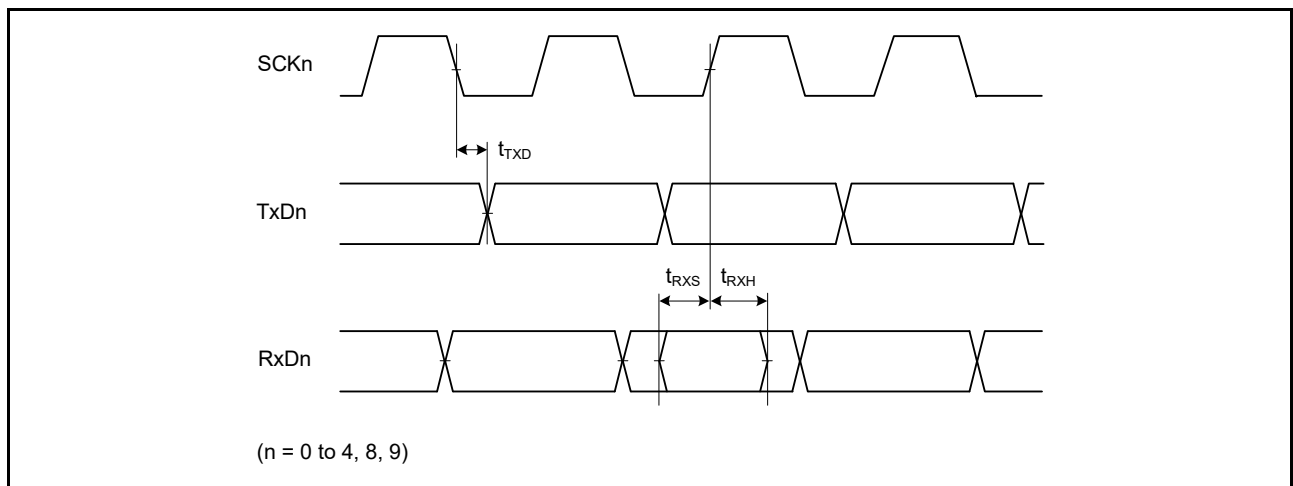 SCKn
tTXD
TxDn
tRXS tRXH
RxDn
(n = 0 to 4, 8, 9)